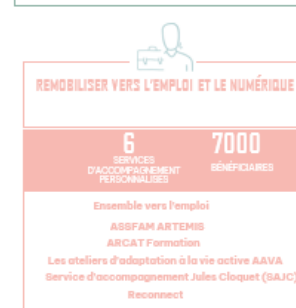 REMOBILISER VERS L'EMPLOI ET LE NUMÉRIQUE
6
SERVICES
D'ACCOMPAGNEMENT
PERSONNALISÉS
7000
BÉNÉFICIAIRES
Ensemble vers l'emploi
ASSFAM ARTEMIS
ARCAT Formation
Les ateliers d'adaptation à la vie active AAVA
Service d'accompagnement Jules Cloquet (SAJC)
Reconnect